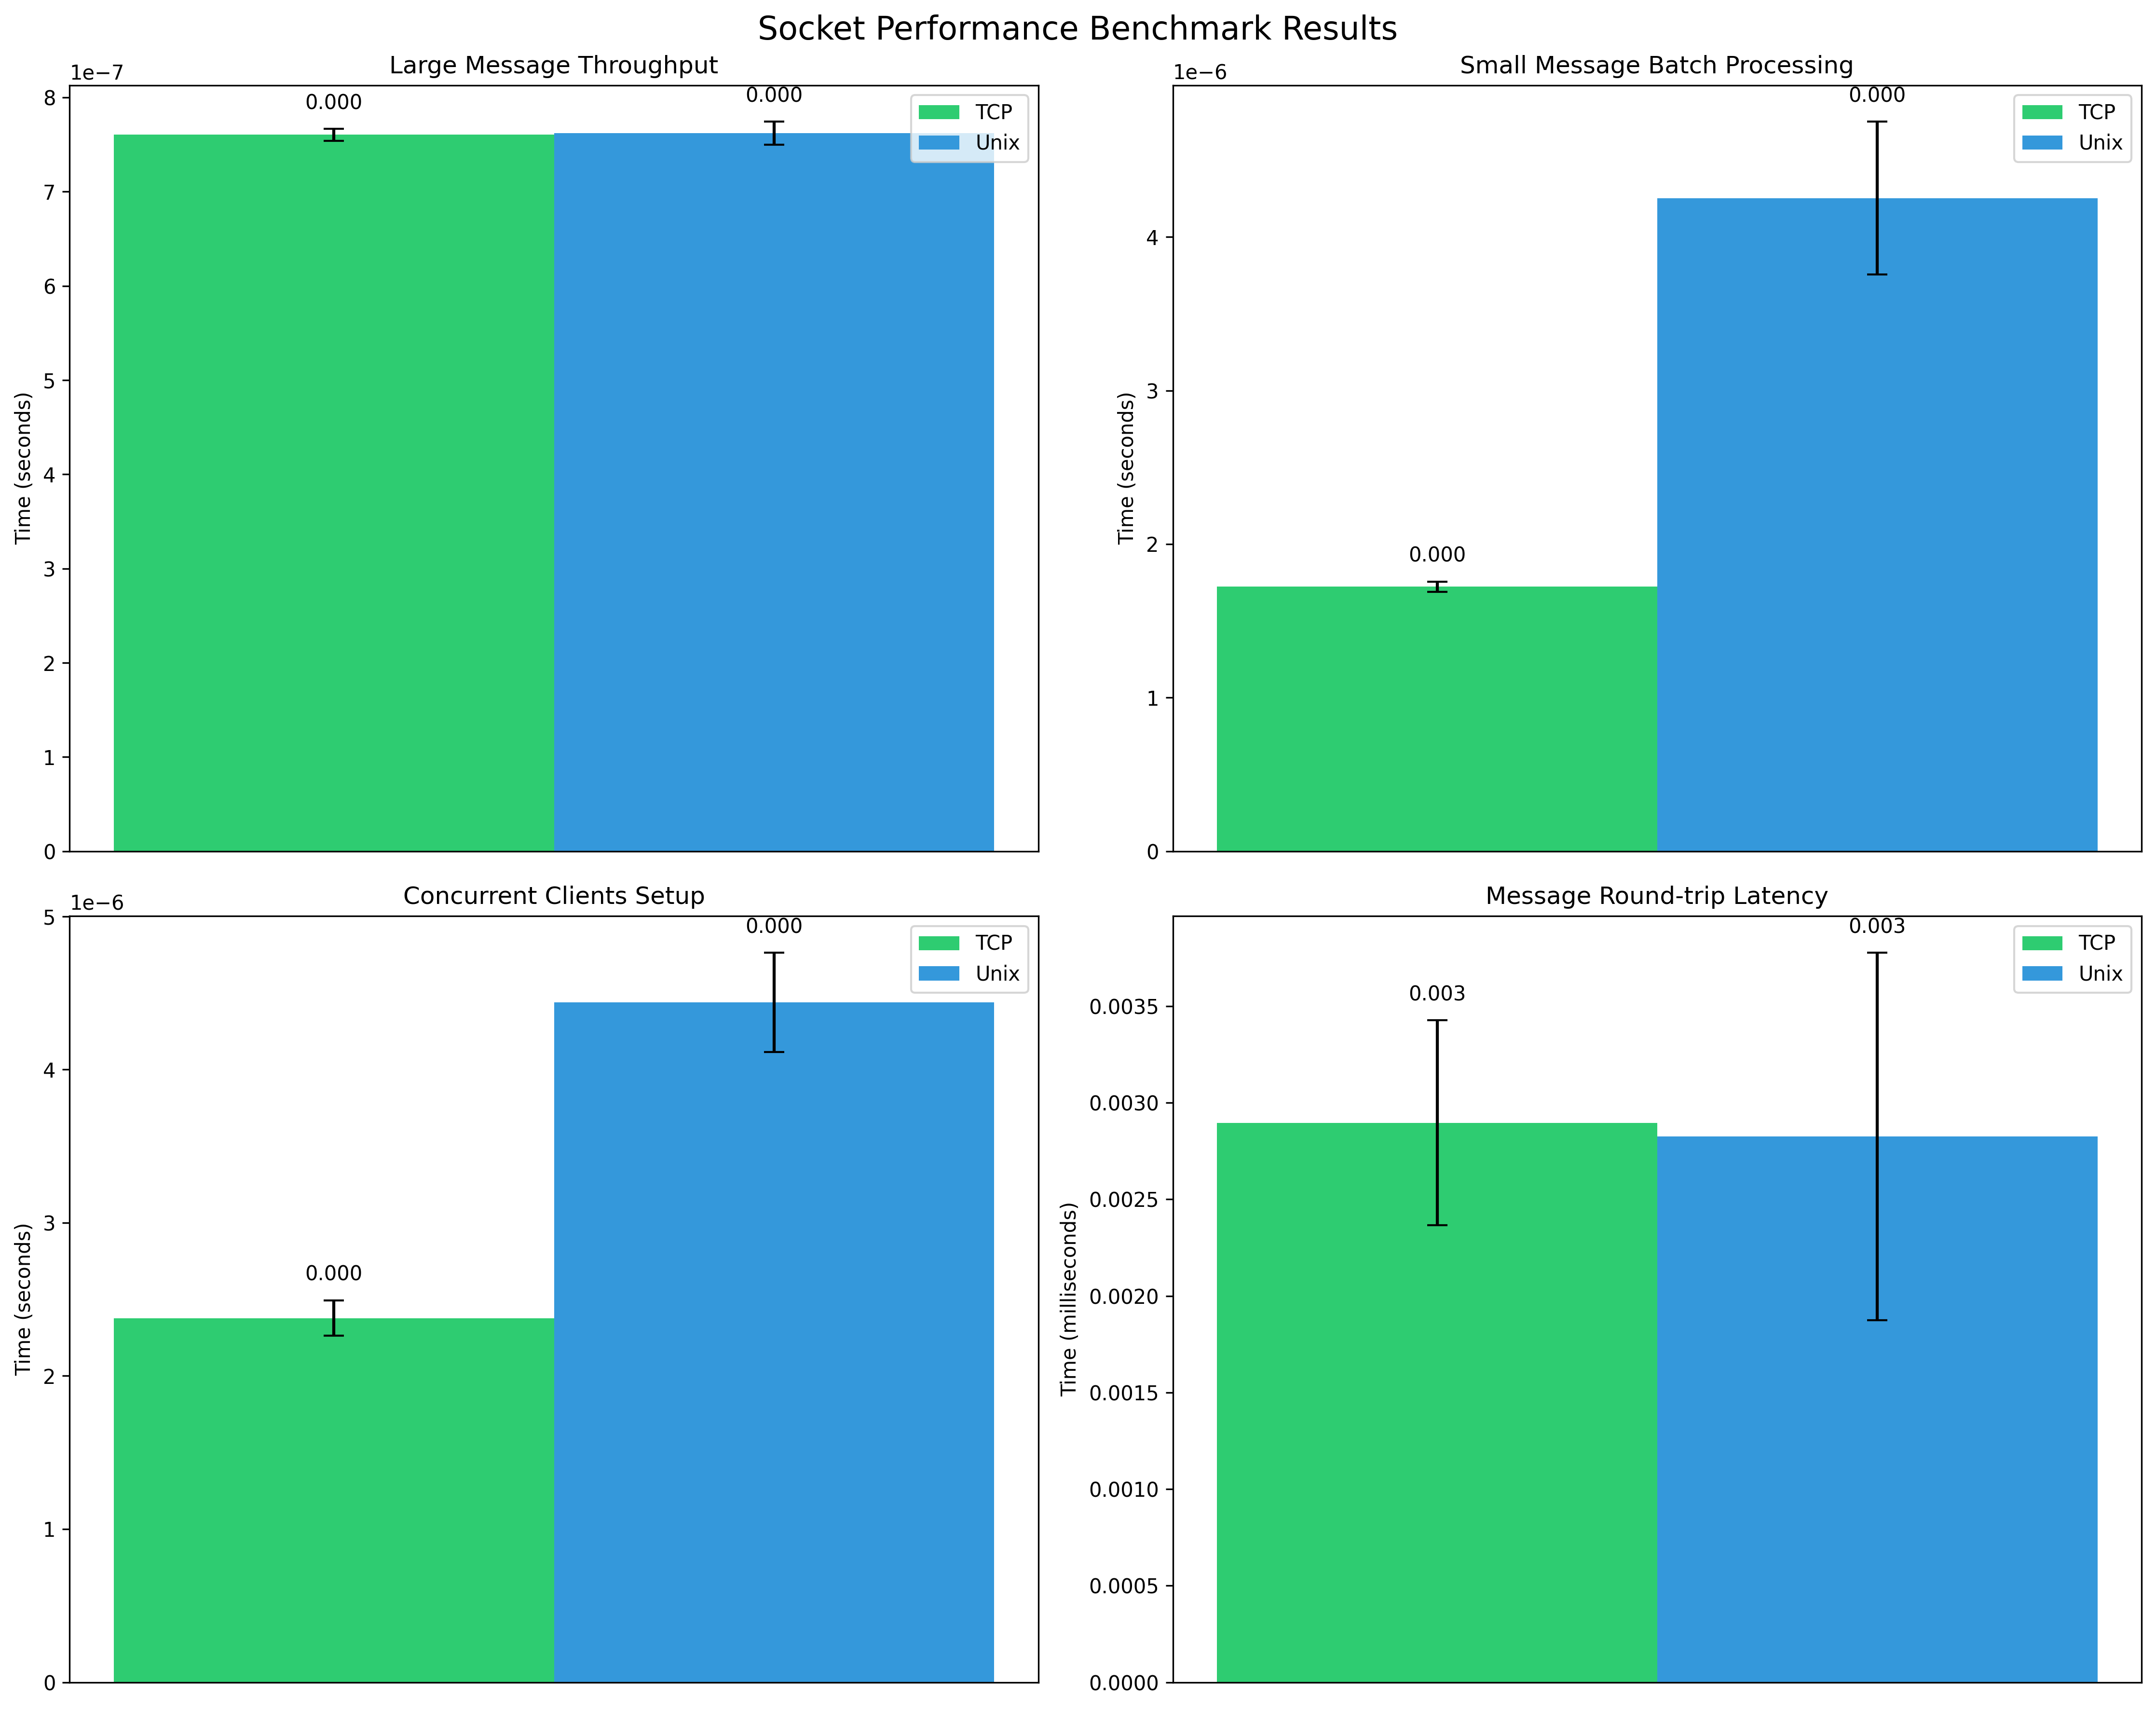 Socket Performance Benchmark Results
Large Message Throughput
1e−7
8
7
6
5
4
3
2
1
0
Time (seconds)
0.000
0.000
TCP
Unix
Small Message Batch Processing
1e−6
4
3
2
1
0
Time (seconds)
0.000
0.000
TCP
Unix
Concurrent Clients Setup
1e−6
5
4
3
2
1
0
Time (seconds)
0.000
0.000
TCP
Unix
Message Round-trip Latency
0.0035
0.0030
0.0025
0.0020
0.0015
0.0010
0.0005
0.0000
Time (milliseconds)
0.003
0.003
TCP
Unix